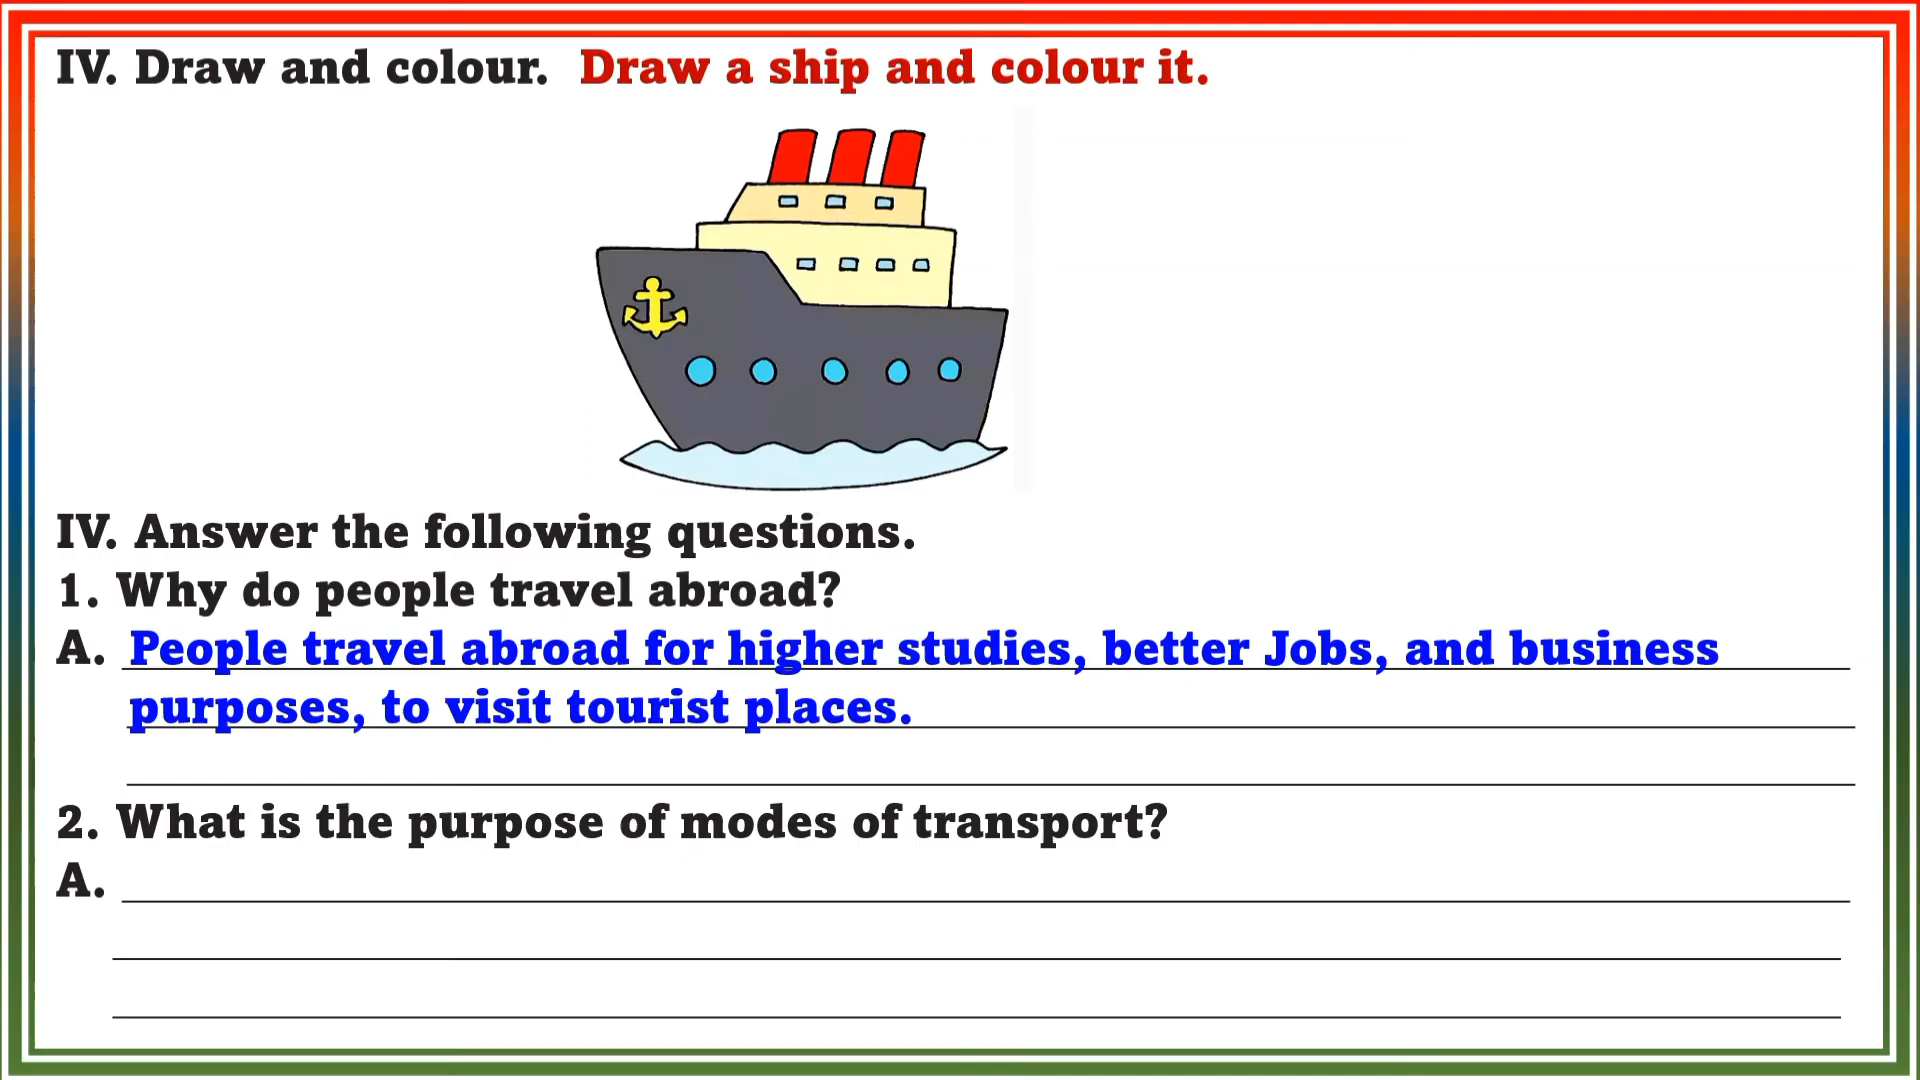 IV. Draw and colour. Draw a ship and colour it.
IV. Answer the following questions.
1. Why do people travel abroad?
A. People travel abroad for higher studies, better Jobs, and business
purposes, to visit tourist places.
2. What is the purpose of modes of transport?
A.